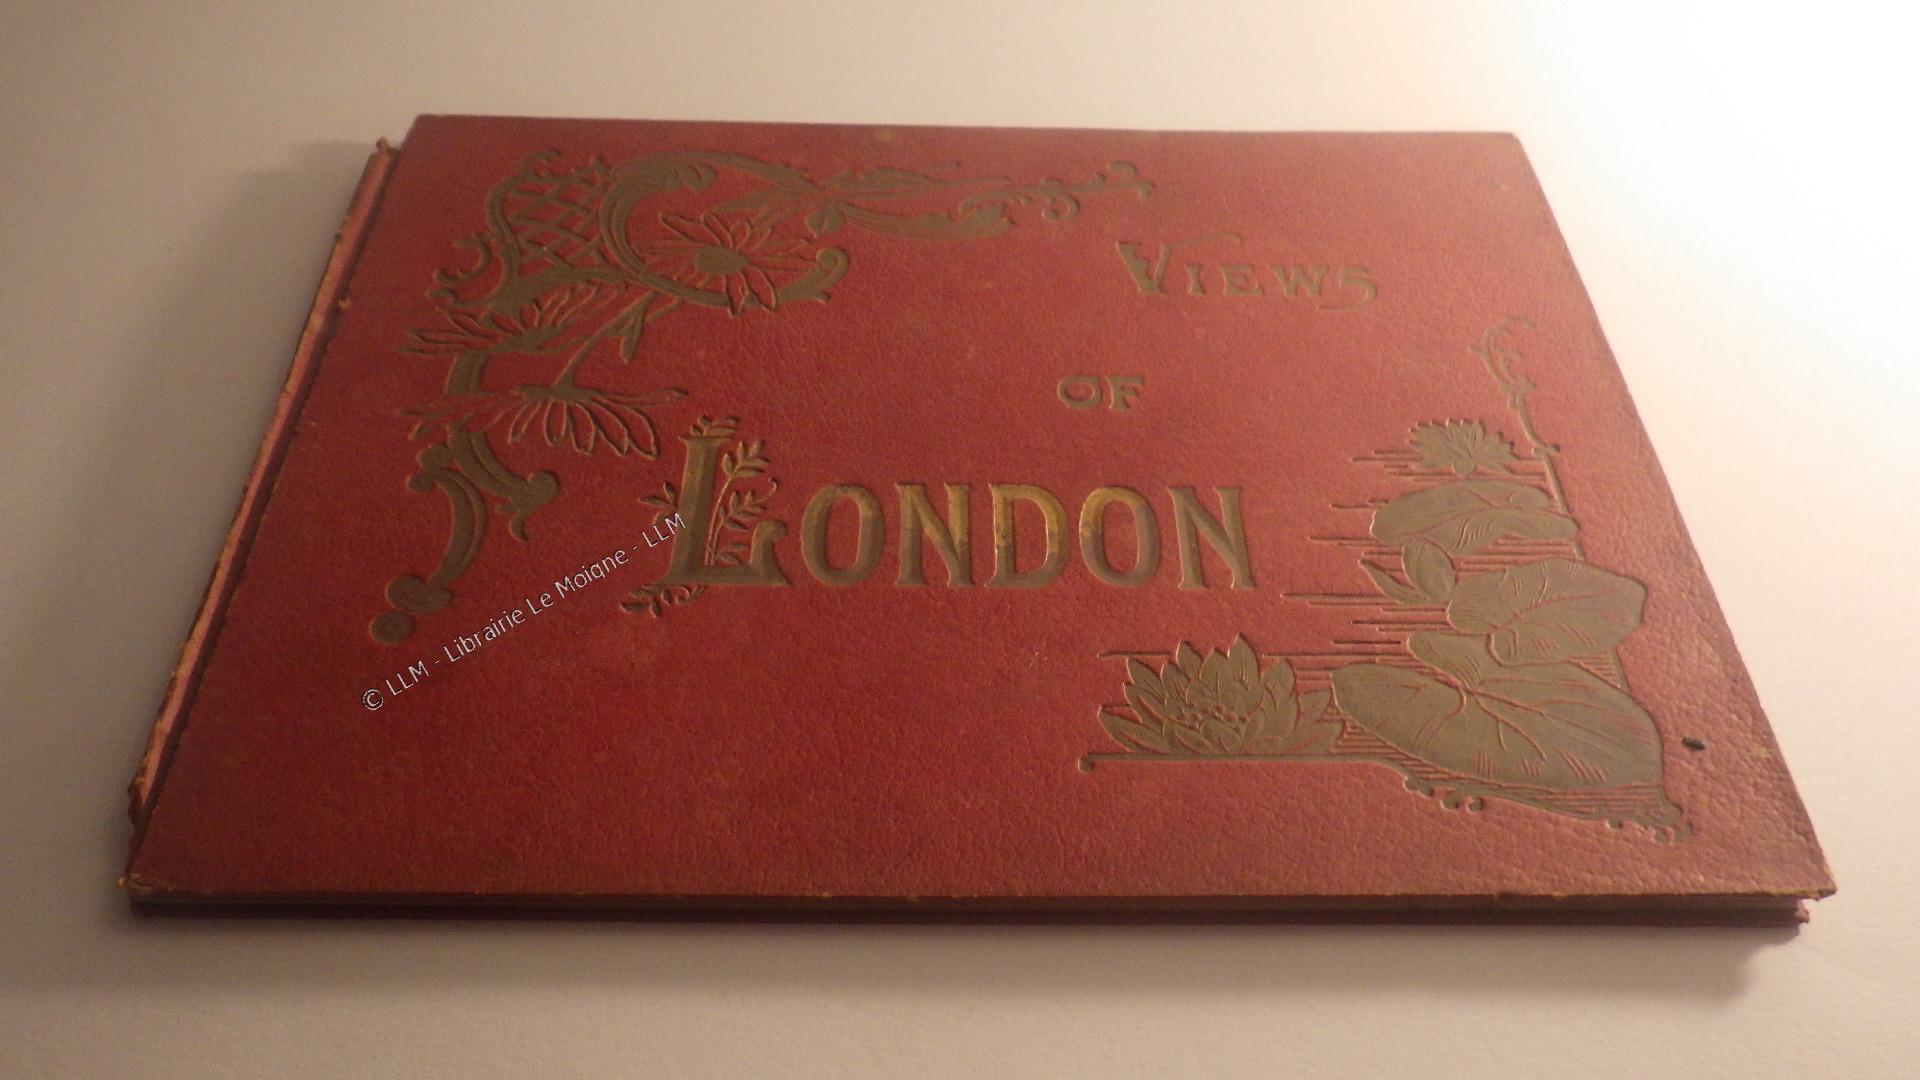 VIEWS
OF
LONDON
© LLM - Librairie Le Moigne - LLM